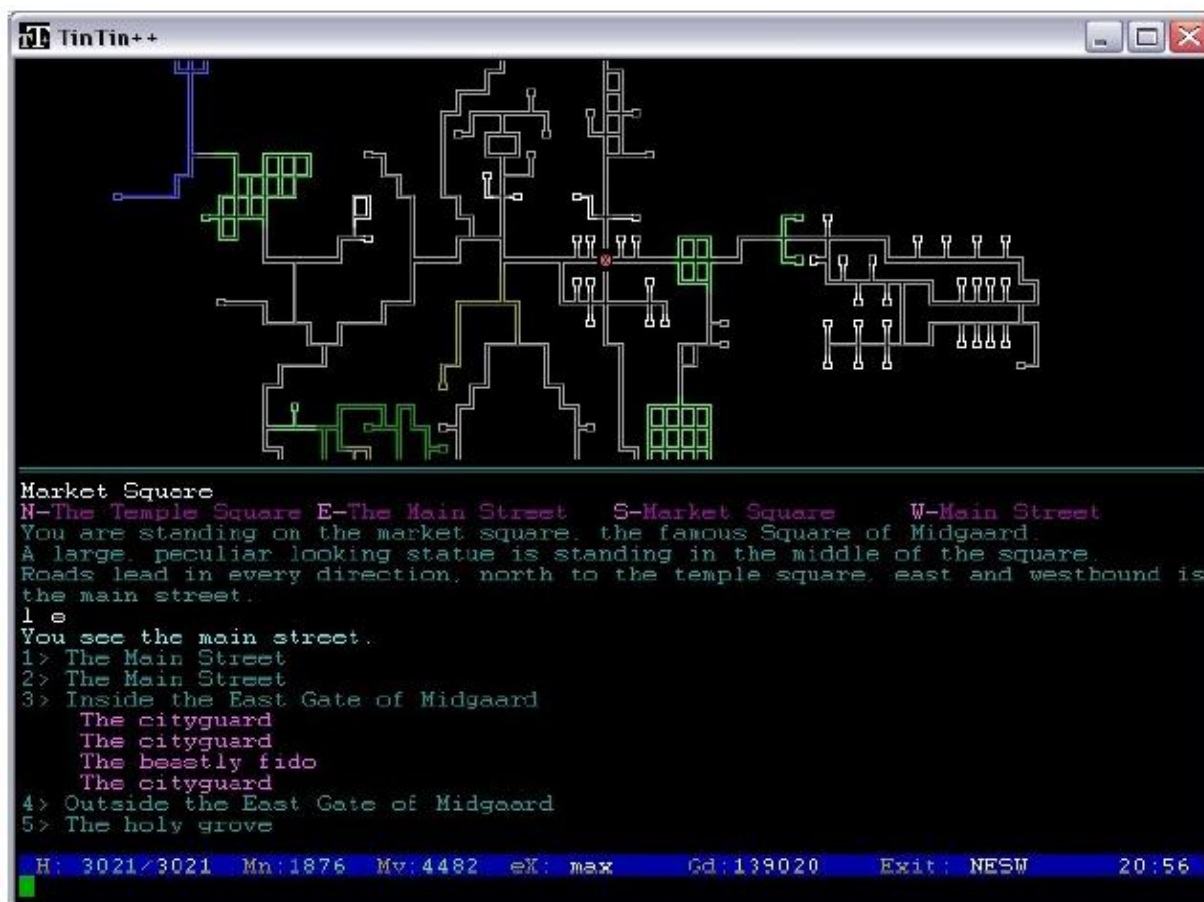 TinTin++
Market Square
N-The Temple Square E-The Main Street S-Market Square W-Main Street
You are standing on the market square, the famous Square of Midgaard.
A large, peculiar looking statue is standing in the middle of the square.
Roads lead in every direction, north to the temple square, east and westbound is
the main street.
l e
You see the main street.
1> The Main Street
2> The Main Street
3> Inside the East Gate of Midgaard
The cityguard
The cityguard
The beastly fido
The cityguard
4> Outside the East Gate of Midgaard
5> The holy grove
H: 3021/3021 Mn:1876 Mv:4482 eX: max Gd:139020 Exit: NESW 20:56